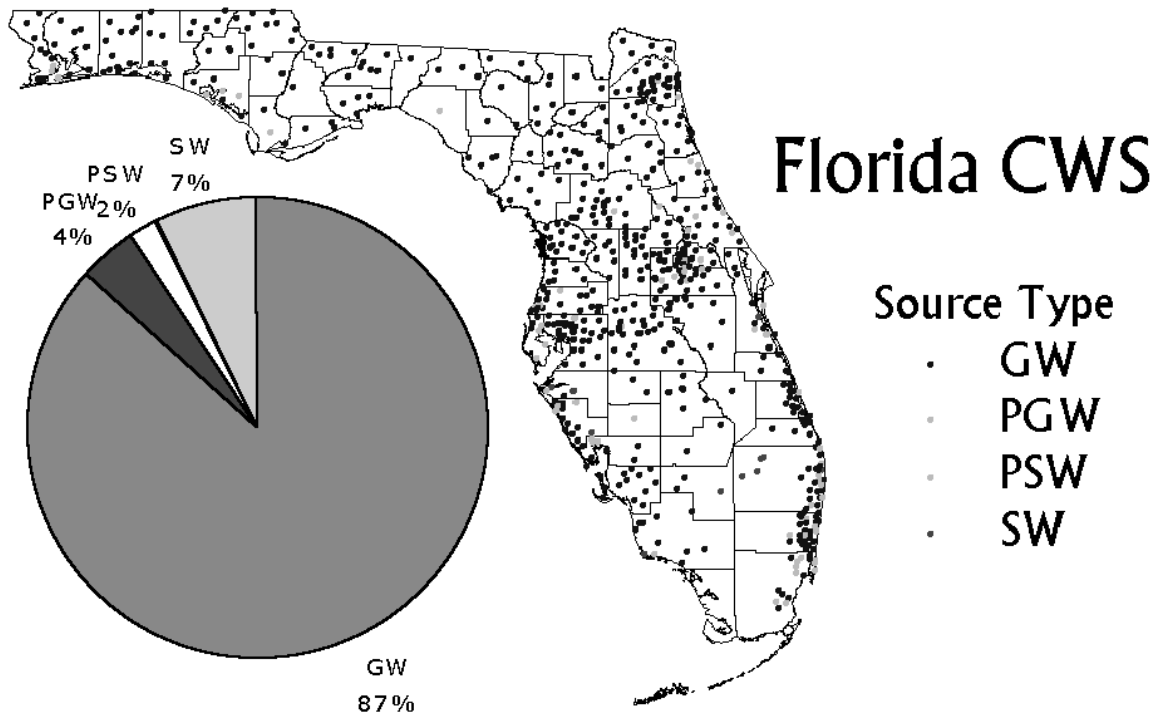 Florida CWS
SW
7%
PSW
2%
PGW
4%
GW
87%
Source Type
GW
PGW
PSW
SW